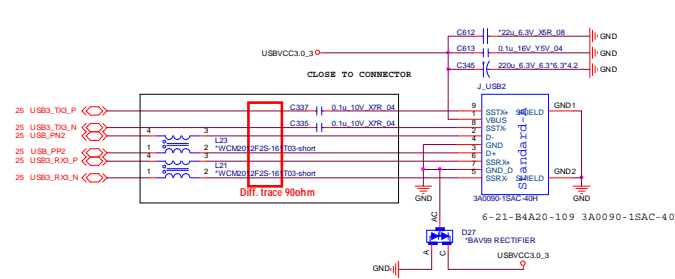 C612 *22u_6.3V_X5R_08 GND
USBVCC3.0_3 C613 0.1u_16V_Y5V_04 GND
C345 220u_6.3V_6.3*6.3*4.2 GND
CLOSE TO CONNECTOR
J_USB2
25 USB3_TX3_P C337 0.1u_10V_X7R_04 9 SSTX+ SHIELD GND1
1 VBUS
25 USB3_TX3_N C335 0.1u_10V_X7R_04 8 SSTX-
25 USB_PN2 4 3 2 D-
L23 4 GND
25 USB_PP2 1 2 *WCM2012F2S-161T03-short 3 D+
25 USB3_RX3_P 4 3 6 SSRX+
L21 7 GND_D SHIELD GND2
25 USB3_RX3_N 1 2 *WCM2012F2S-161T03-short 5 SSRX-
Standard-A
Diff. trace 90ohm
GND 3A0090-1SAC-40H GND
6-21-B4A20-109 3A0090-1SAC-40
AC
D27
*BAV99 RECTIFIER
A C
USBVCC3.0_3
GND